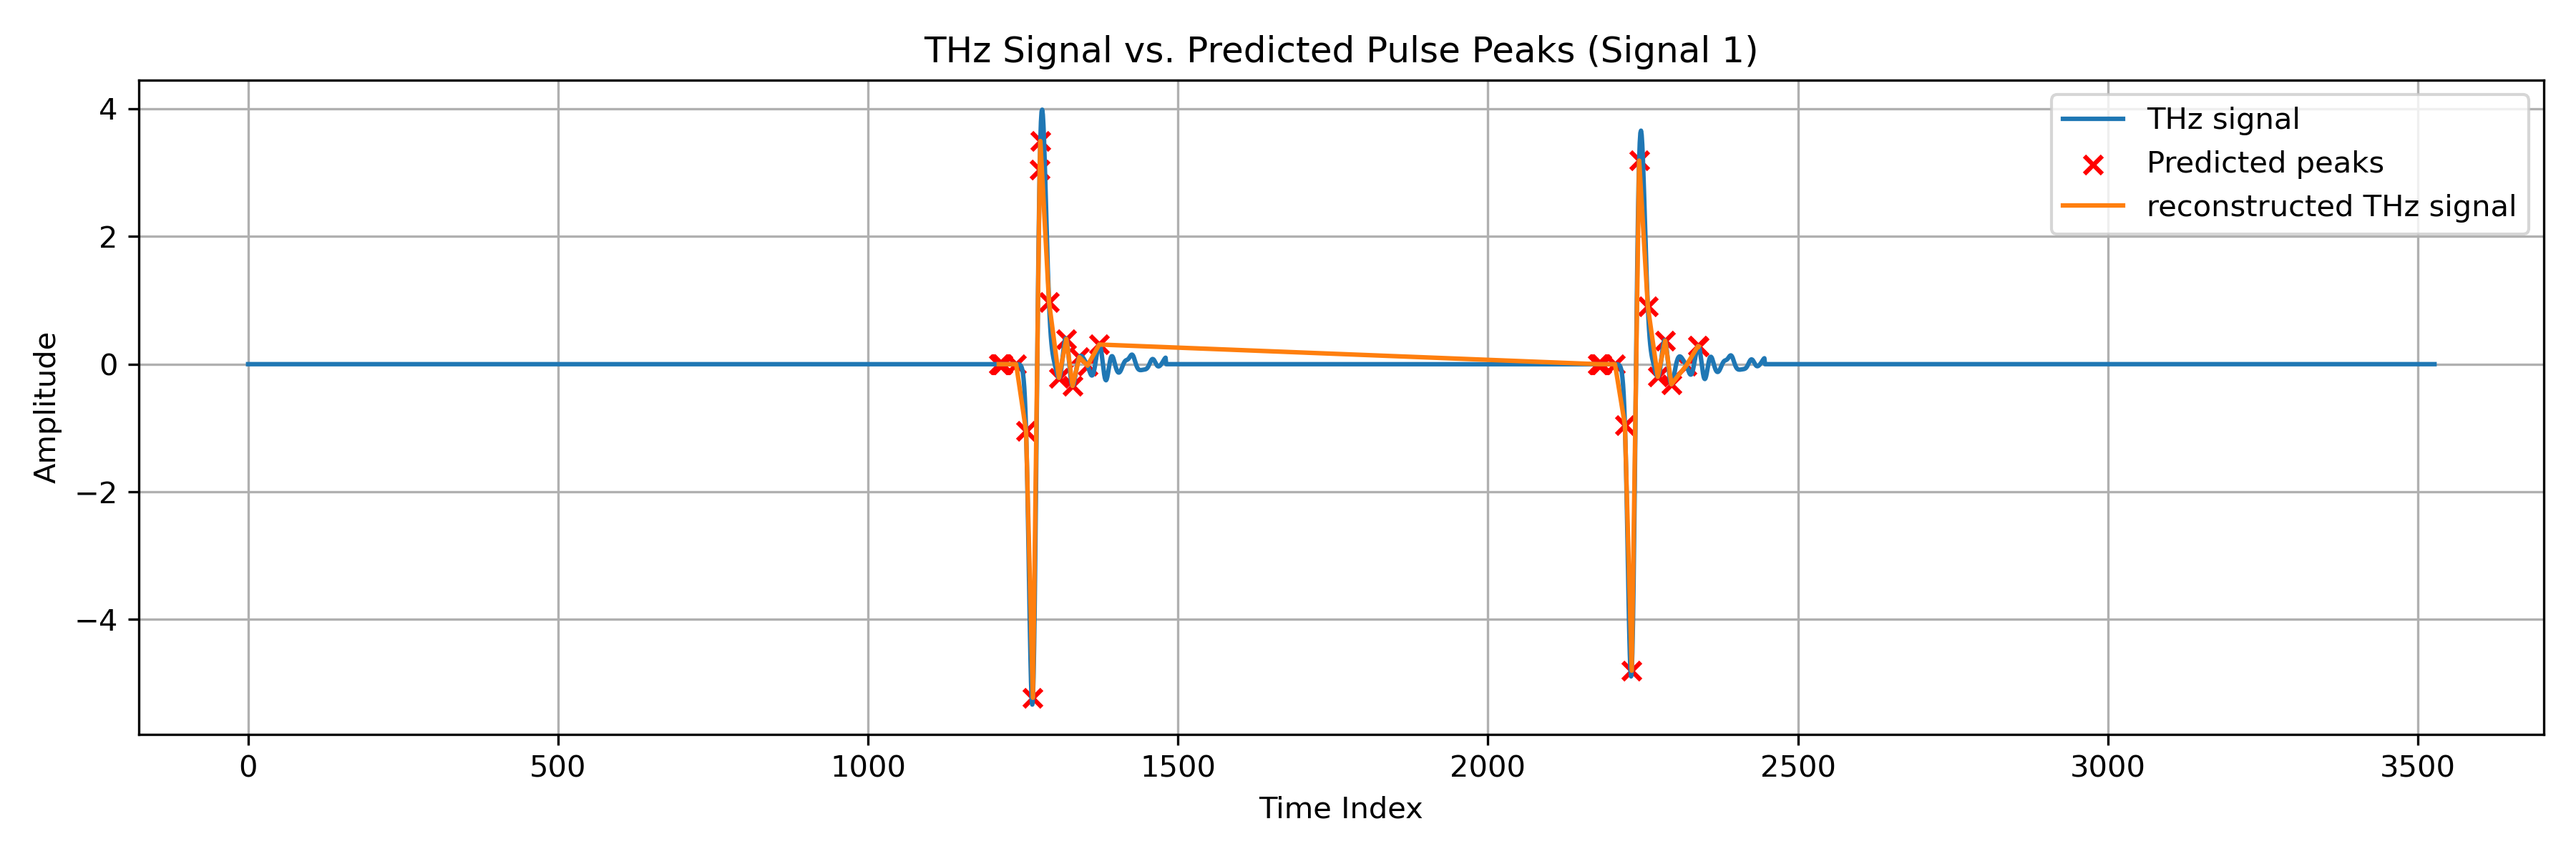 THz Signal vs. Predicted Pulse Peaks (Signal 1)
THz signal
Predicted peaks
reconstructed THz signal
4
2
0
−2
−4
Amplitude
0 500 1000 1500 2000 2500 3000 3500
Time Index